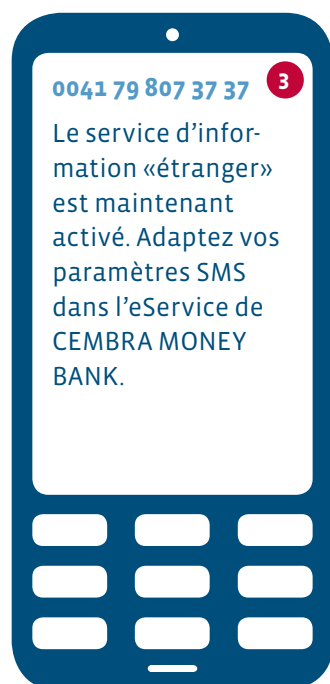 0041 79 807 37 37 3
Le service d’infor-
mation «étranger»
est maintenant
activé. Adaptez vos
paramètres SMS
dans l’eService de
CEMBRA MONEY
BANK.